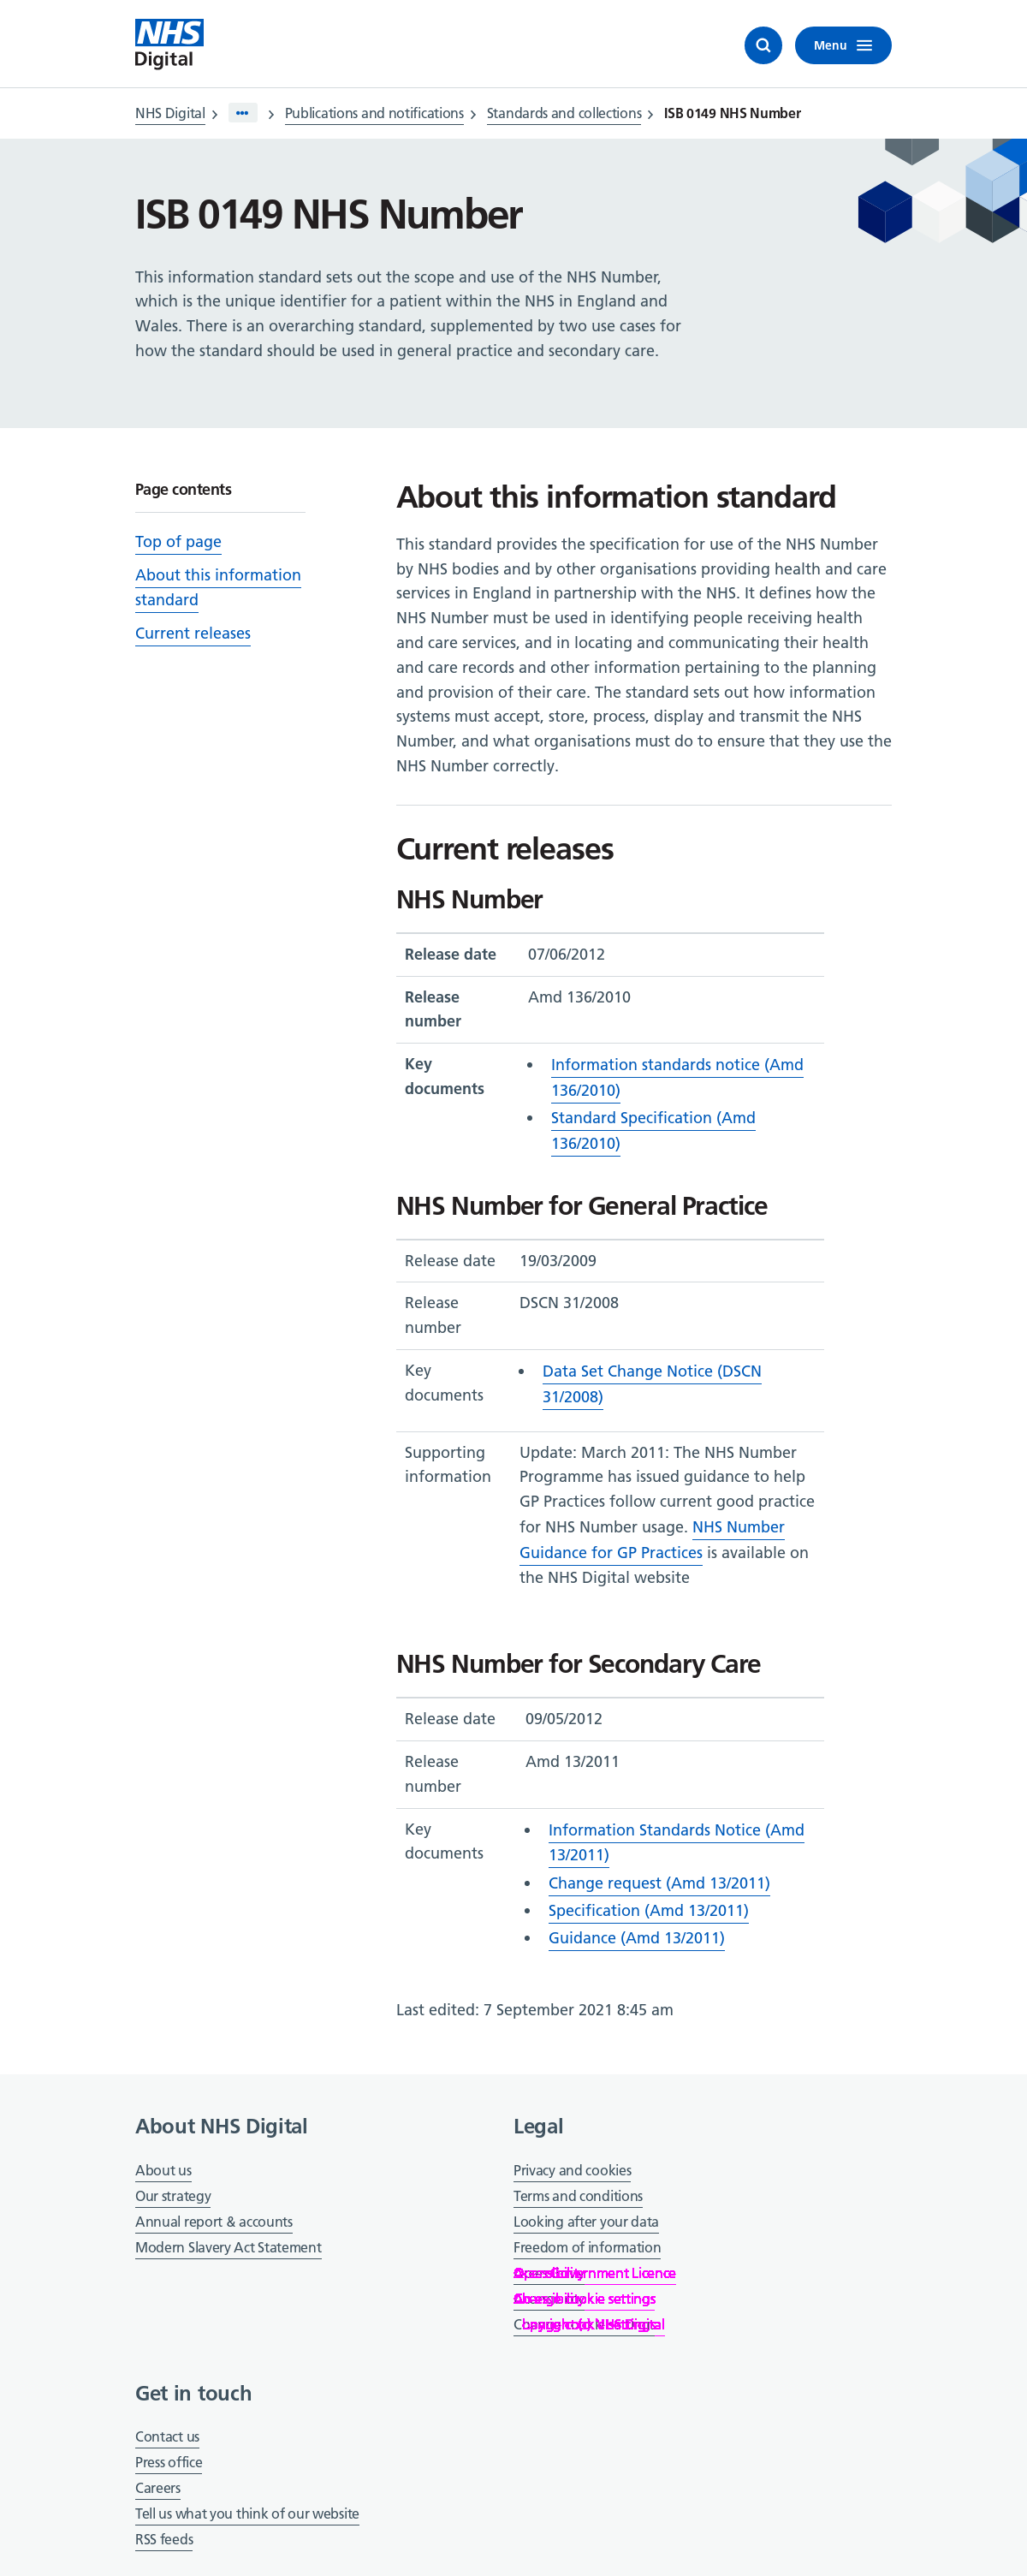 NHS
Digital
Menu
NHS Digital
Publications and notifications
Standards and collections
ISB 0149 NHS Number
ISB 0149 NHS Number
This information standard sets out the scope and use of the NHS Number,
which is the unique identifier for a patient within the NHS in England and
Wales. There is an overarching standard, supplemented by two use cases for
how the standard should be used in general practice and secondary care.
Page contents
Top of page
About this information
standard
Current releases
About this information standard
This standard provides the specification for use of the NHS Number
by NHS bodies and by other organisations providing health and care
services in England in partnership with the NHS. It defines how the
NHS Number must be used in identifying people receiving health
and care services, and in locating and communicating their health
and care records and other information pertaining to the planning
and provision of their care. The standard sets out how information
systems must accept, store, process, display and transmit the NHS
Number, and what organisations must do to ensure that they use the
NHS Number correctly.
Current releases
NHS Number
Release date 07/06/2012
Release Amd 136/2010
number
Key
documents
Information standards notice (Amd
136/2010)
Standard Specification (Amd
136/2010)
NHS Number for General Practice
Release date 19/03/2009
Release DSCN 31/2008
number
Key
documents
Data Set Change Notice (DSCN
31/2008)
Supporting
information
Update: March 2011: The NHS Number
Programme has issued guidance to help
GP Practices follow current good practice
for NHS Number usage. NHS Number
Guidance for GP Practices is available on
the NHS Digital website
NHS Number for Secondary Care
Release date 09/05/2012
Release Amd 13/2011
number
Key
documents
Information Standards Notice (Amd
13/2011)
Change request (Amd 13/2011)
Specification (Amd 13/2011)
Guidance (Amd 13/2011)
Last edited: 7 September 2021 8:45 am
About NHS Digital
About us
Our strategy
Annual report & accounts
Modern Slavery Act Statement
Legal
Privacy and cookies
Terms and conditions
Looking after your data
Freedom of information
Get in touch
Contact us
Press office
Careers
Tell us what you think of our website
RSS feeds